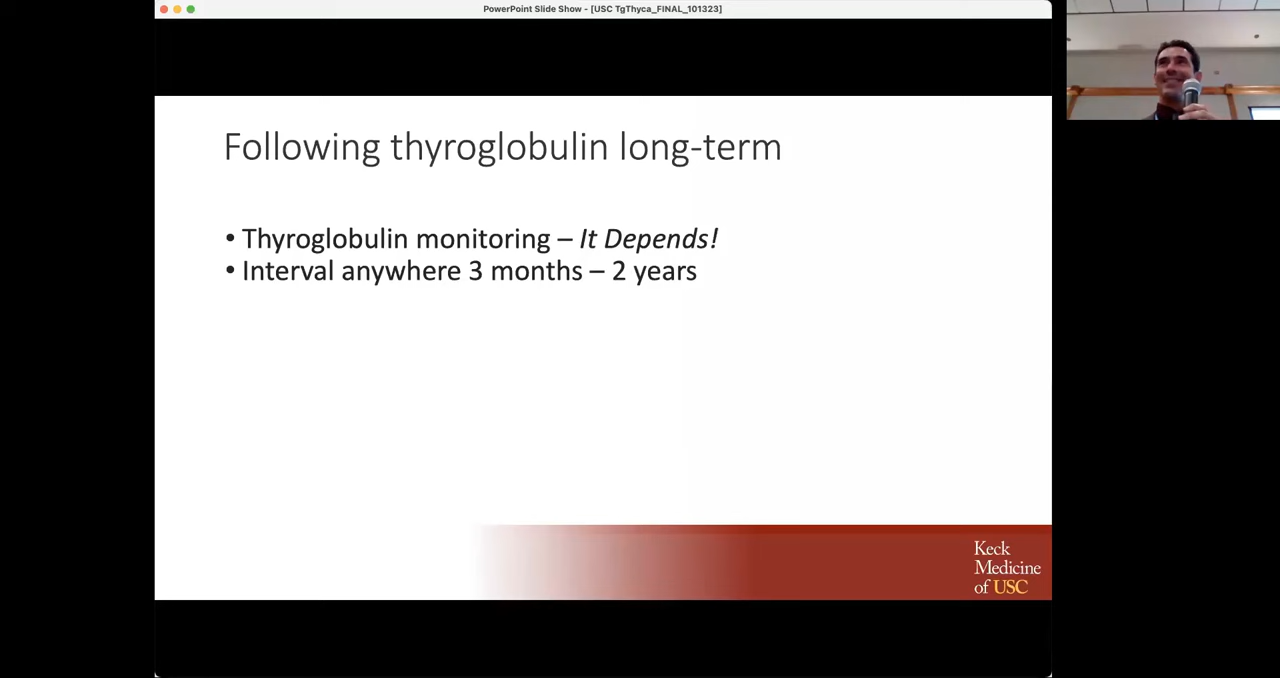 PowerPoint Slide Show - [USC TgThyca_FINAL_101323]
Following thyroglobulin long-term
• Thyroglobulin monitoring – It Depends!
• Interval anywhere 3 months – 2 years
Keck
Medicine
of USC